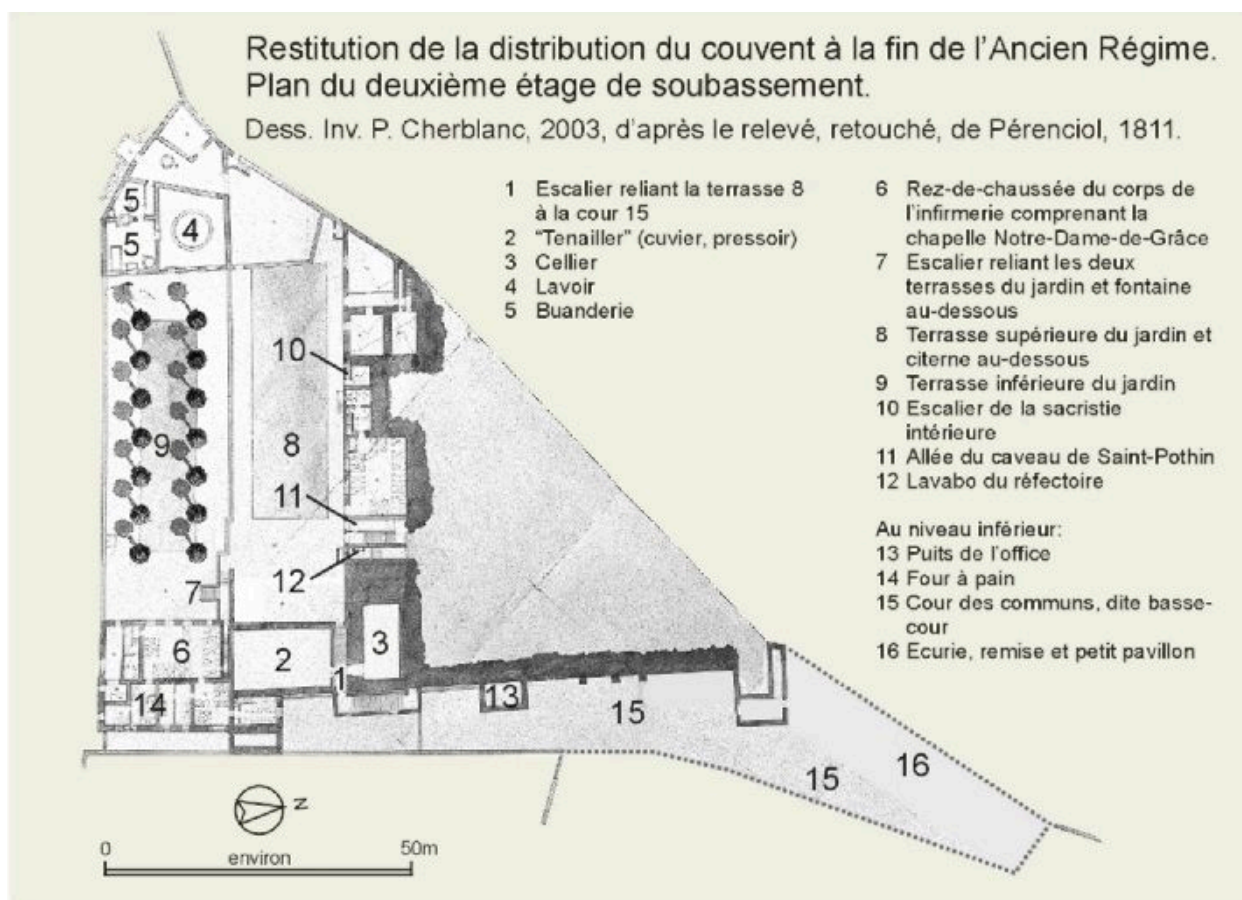 Restitution de la distribution du couvent à la fin de l'Ancien Régime.
Plan du deuxième étage de soubassement.
Dess. Inv. P. Cherblanc, 2003, d'après le relevé, retouché, de Pérenciol, 1811.
1 Escalier reliant la terrasse 8
à la cour 15
2 "Tenailler" (cuvier, pressoir)
3 Cellier
4 Lavoir
5 Buanderie
6 Rez-de-chaussée du corps de
l'infirmerie comprenant la
chapelle Notre-Dame-de-Grâce
7 Escalier reliant les deux
terrasses du jardin et fontaine
au-dessous
8 Terrasse supérieure du jardin et
citerne au-dessous
9 Terrasse inférieure du jardin
10 Escalier de la sacristie
intérieure
11 Allée du caveau de Saint-Pothin
12 Lavabo du réfectoire
Au niveau inférieur:
13 Puits de l'office
14 Four à pain
15 Cour des communs, dite basse-
cour
16 Ecurie, remise et petit pavillon
5
4
5
10
9
8
11
12
7
6
2
3
1
14
13
15
15
16
N
0
50m
environ